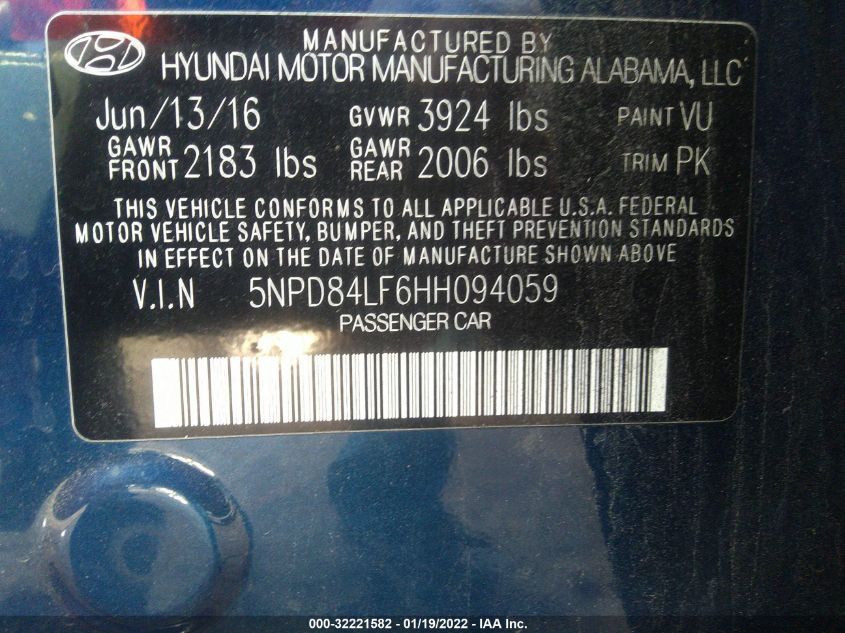 MANUFACTURED BY
HYUNDAI MOTOR MANUFACTURING ALABAMA, LLC
Jun/13/16 GVWR 3924 lbs PAINT VU
GAWR FRONT 2183 lbs GAWR REAR 2006 lbs TRIM PK
THIS VEHICLE CONFORMS TO ALL APPLICABLE U.S.A. FEDERAL
MOTOR VEHICLE SAFETY, BUMPER, AND THEFT PREVENTION STANDARDS
IN EFFECT ON THE DATE OF MANUFACTURE SHOWN ABOVE
V.I.N 5NPD84LF6HH094059
PASSENGER CAR
000-32221582 - 01/19/2022 - IAA Inc.